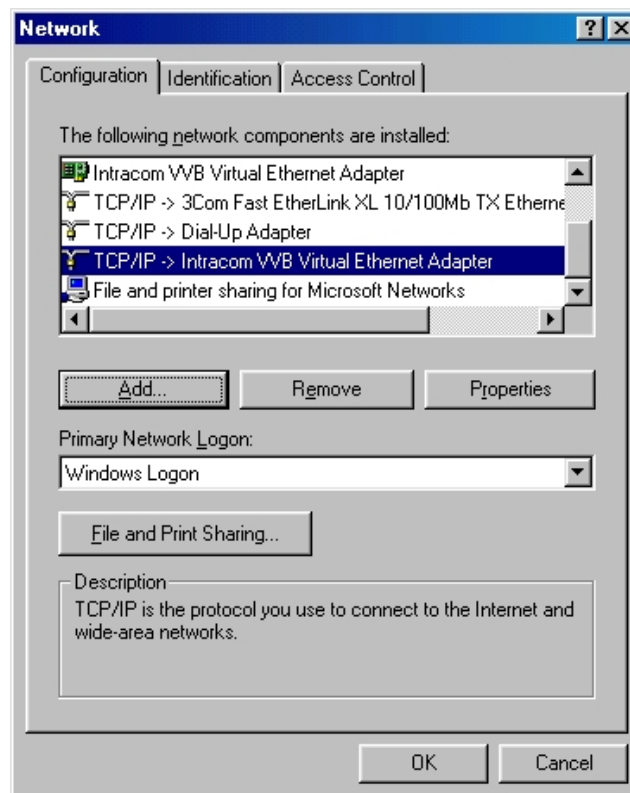 Network
Configuration Identification Access Control
The following network components are installed:
Intracom VVB Virtual Ethernet Adapter
TCP/IP -> 3Com Fast EtherLink XL 10/100Mb TX Etherne
TCP/IP -> Dial-Up Adapter
TCP/IP -> Intracom VVB Virtual Ethernet Adapter
File and printer sharing for Microsoft Networks
Add... Remove Properties
Primary Network Logon:
Windows Logon
File and Print Sharing...
Description
TCP/IP is the protocol you use to connect to the Internet and
wide-area networks.
OK Cancel